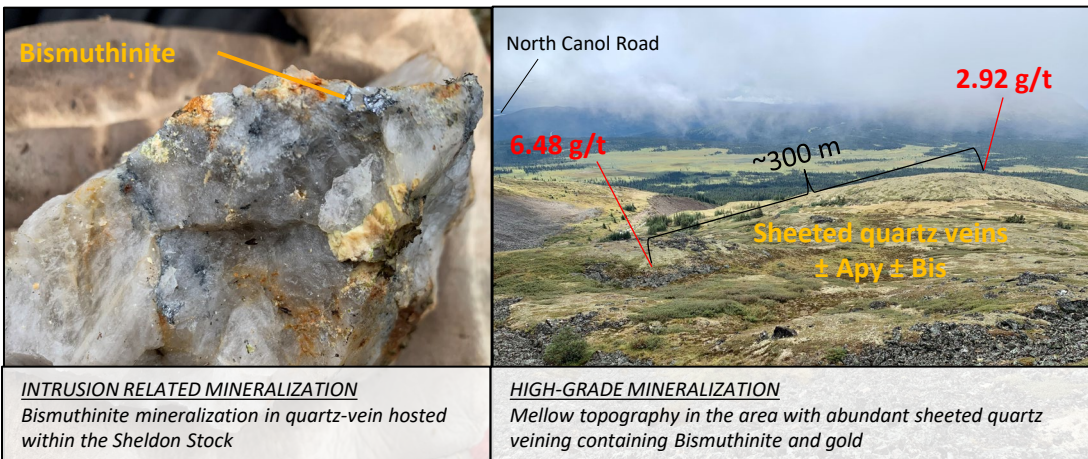 Bismuthinite
INTRUSION RELATED MINERALIZATION
Bismuthinite mineralization in quartz-vein hosted
within the Sheldon Stock
North Canol Road
2.92 g/t
6.48 g/t
~300 m
Sheeted quartz veins
± Apy ± Bis
HIGH-GRADE MINERALIZATION
Mellow topography in the area with abundant sheeted quartz
veining containing Bismuthinite and gold